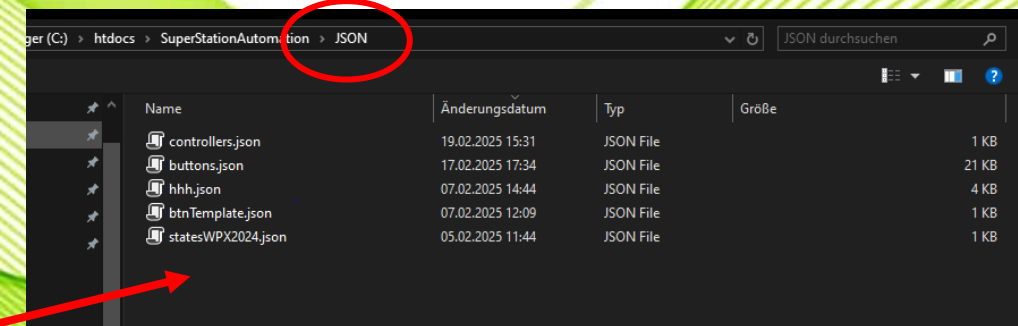 ger (C:) › htdocs › SuperStationAutomation › JSON JSON durchsuchen
Name Änderungsdatum Typ Größe
controllers.json 19.02.2025 15:31 JSON File 1 KB
buttons.json 17.02.2025 17:34 JSON File 21 KB
hhh.json 07.02.2025 14:44 JSON File 4 KB
btnTemplate.json 07.02.2025 12:09 JSON File 1 KB
statesWPX2024.json 05.02.2025 11:44 JSON File 1 KB